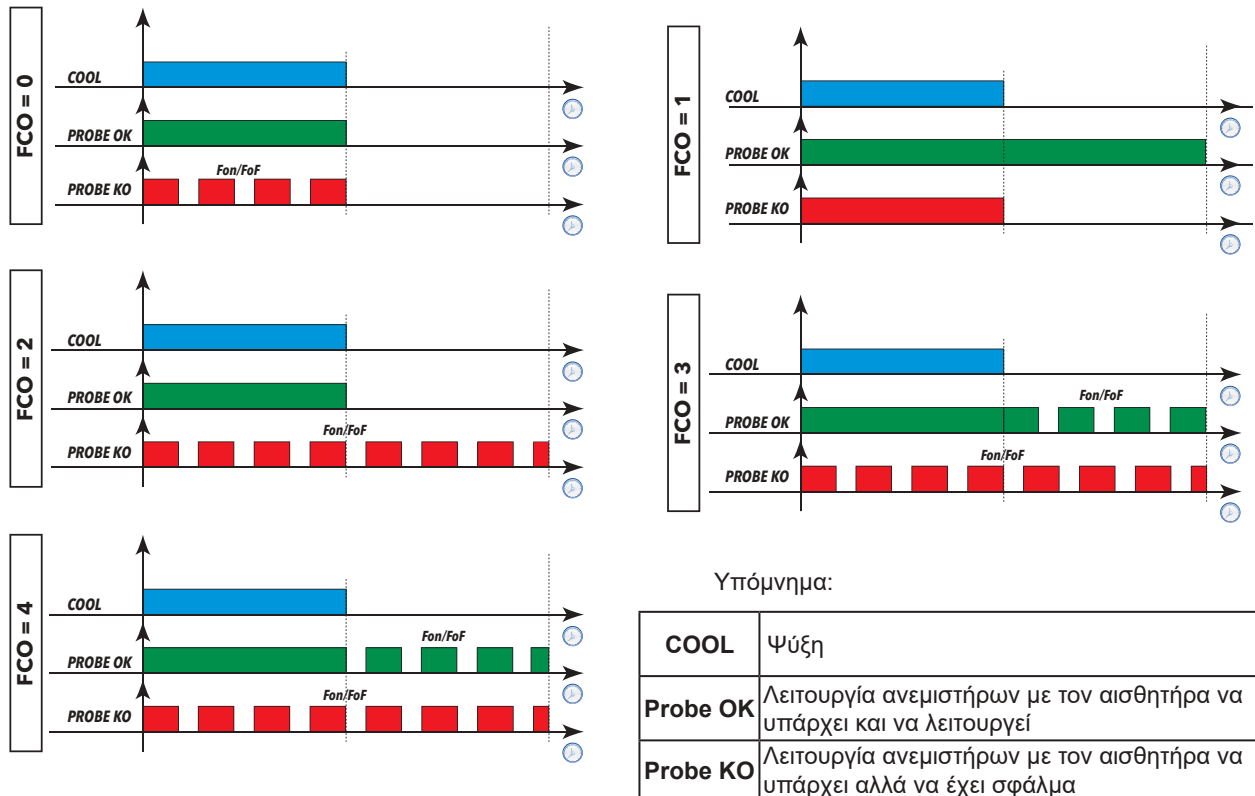 FCO = 0
COOL
PROBE OK
Fon/FoF
PROBE KO
FCO = 1
COOL
PROBE OK
PROBE KO
FCO = 2
COOL
PROBE OK
Fon/FoF
PROBE KO
FCO = 3
COOL
Fon/FoF
PROBE OK
Fon/FoF
PROBE KO
FCO = 4
COOL
Fon/FoF
PROBE OK
Fon/FoF
PROBE KO
Υπόμνημα:
COOL Ψύξη
Probe OK Λειτουργία ανεμιστήρων με τον αισθητήρα να
υπάρχει και να λειτουργεί
Probe KO Λειτουργία ανεμιστήρων με τον αισθητήρα να
υπάρχει αλλά να έχει σφάλμα